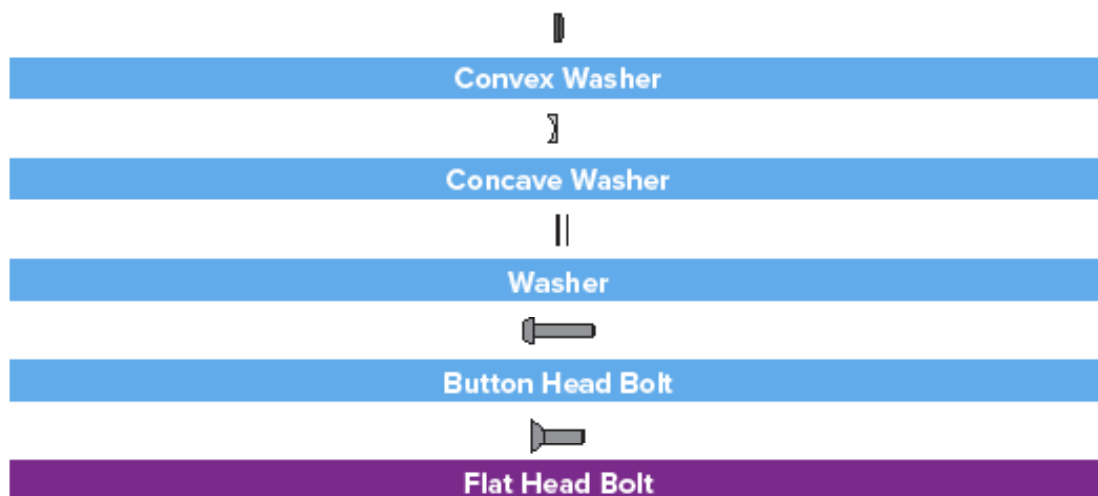 Convex Washer
Concave Washer
Washer
Button Head Bolt
Flat Head Bolt